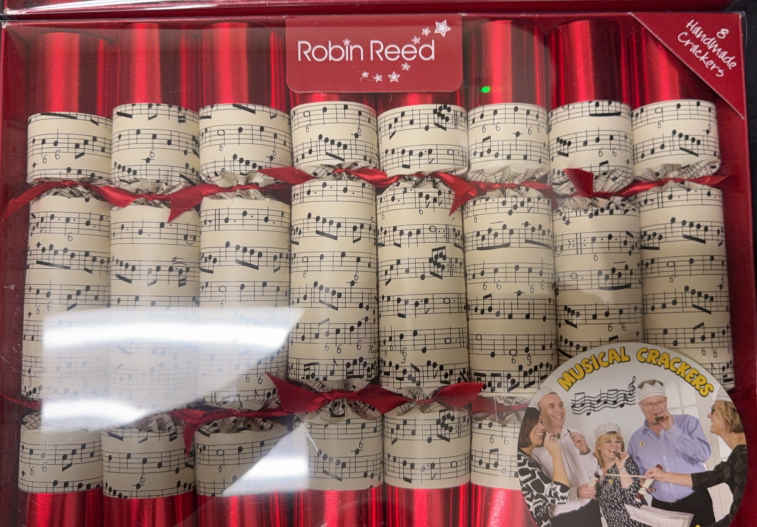 Robin Reed
8
Handmade
Crackers
MUSICAL CRACKERS